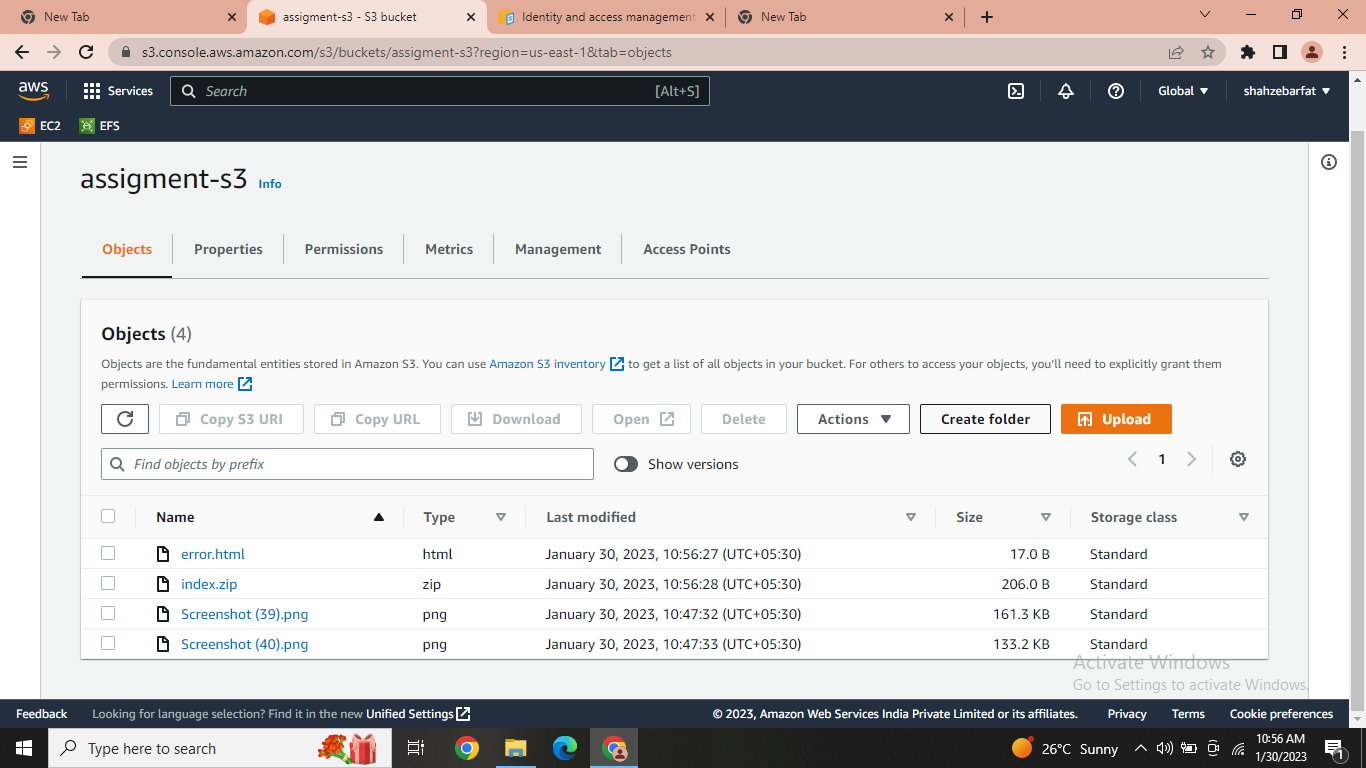 New Tab
assigment-s3 - S3 bucket
Identity and access management
New Tab
s3.console.aws.amazon.com/s3/buckets/assigment-s3?region=us-east-1&tab=objects
aws
Services
Search
[Alt+S]
Global
shahzebarfat
EC2
EFS
assigment-s3 Info
Objects
Properties
Permissions
Metrics
Management
Access Points
Objects (4)
Objects are the fundamental entities stored in Amazon S3. You can use Amazon S3 inventory to get a list of all objects in your bucket. For others to access your objects, you'll need to explicitly grant them
permissions. Learn more
Copy S3 URI
Copy URL
Download
Open
Delete
Actions
Create folder
Upload
Find objects by prefix
Show versions
1
Name Type Last modified Size Storage class
error.html html January 30, 2023, 10:56:27 (UTC+05:30) 17.0 B Standard
index.zip zip January 30, 2023, 10:56:28 (UTC+05:30) 206.0 B Standard
Screenshot (39).png png January 30, 2023, 10:47:32 (UTC+05:30) 161.3 KB Standard
Screenshot (40).png png January 30, 2023, 10:47:33 (UTC+05:30) 133.2 KB Standard
Activate Windows
Go to Settings to activate Windows.
Feedback
Looking for language selection? Find it in the new Unified Settings
© 2023, Amazon Web Services India Private Limited or its affiliates.
Privacy
Terms
Cookie preferences
Type here to search
26°C Sunny
10:56 AM
1/30/2023
1